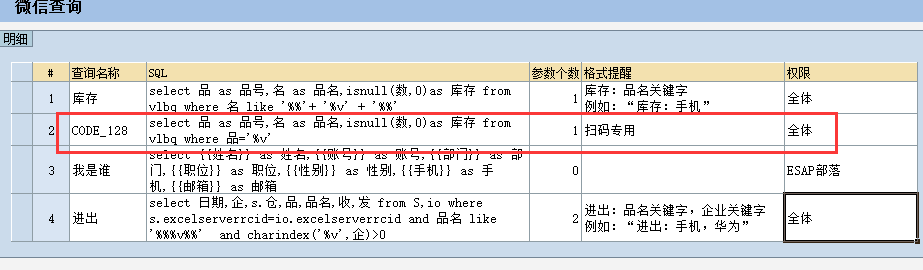 微信查询
明细
# 查询名称 SQL 参数个数 格式提醒 权限
1 库存 select 品 as 品号,名 as 品名,isnull(数,0)as 库存 from vlbq where 名 like '%%'+ '%v' + '%%' 1 库存：品名关键字 例如：“库存：手机” 全体
2 CODE_128 select 品 as 品号,名 as 品名,isnull(数,0)as 库存 from vlbq where 品='%v' 1 扫码专用 全体
3 我是谁 select {{姓名}} as 姓名,{{账号}} as 账号,{{部门}} as 部门,{{职位}} as 职位,{{性别}} as 性别,{{手机}} as 手机,{{邮箱}} as 邮箱 0 ESAP部落
4 进出 select 日期,企,s.仓,品,品名,收,发 from S,io where s.excelserverrcid=io.excelserverrcid and 品名 like '%%%v%%' and charindex('%v',企)>0 2 进出：品名关键字，企业关键字 例如：“进出：手机，华为” 全体